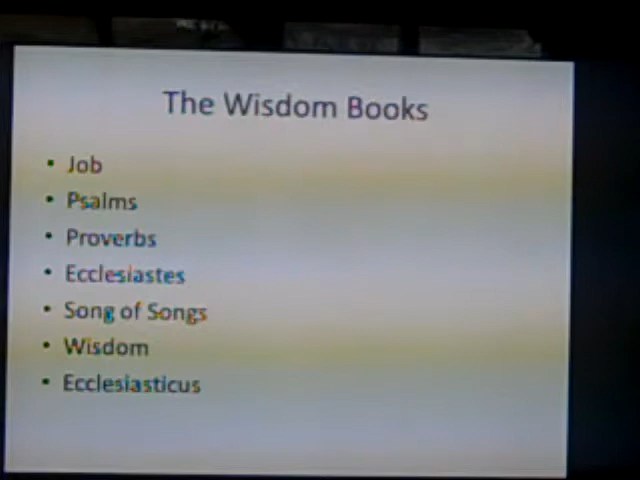 The Wisdom Books
• Job
• Psalms
• Proverbs
• Ecclesiastes
• Song of Songs
• Wisdom
• Ecclesiasticus